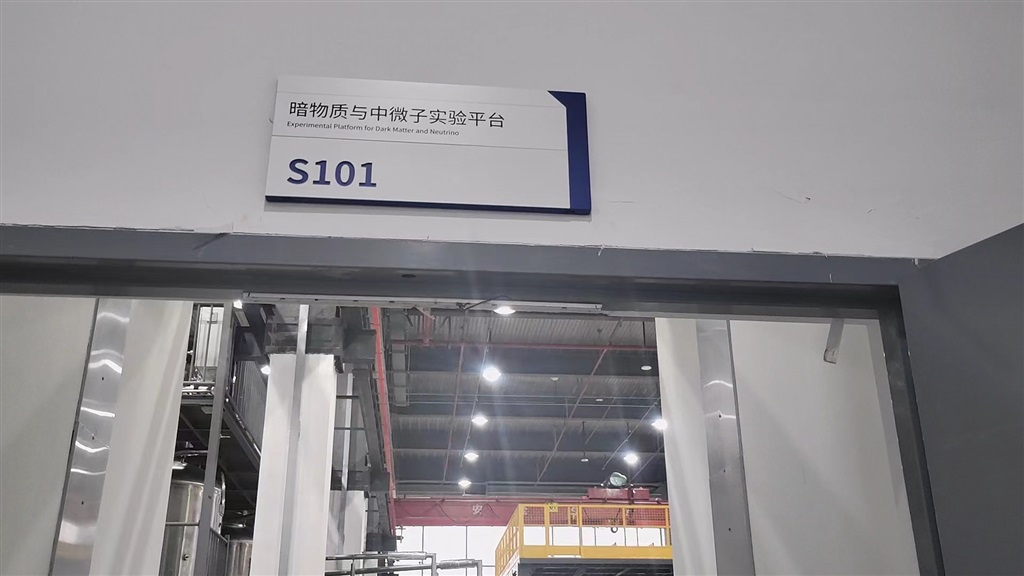 暗物质与中微子实验平台
Experimental Platform for Dark Matter and Neutrino
S101
安